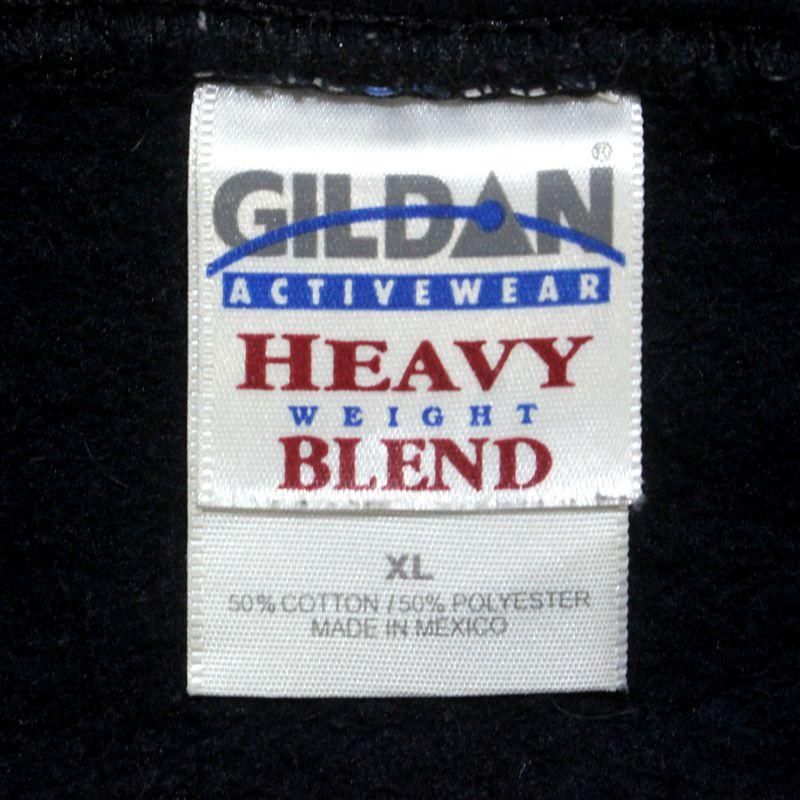 ®
GILDAN
ACTIVEWEAR
HEAVY
WEIGHT
BLEND
XL
50% COTTON / 50% POLYESTER
MADE IN MEXICO